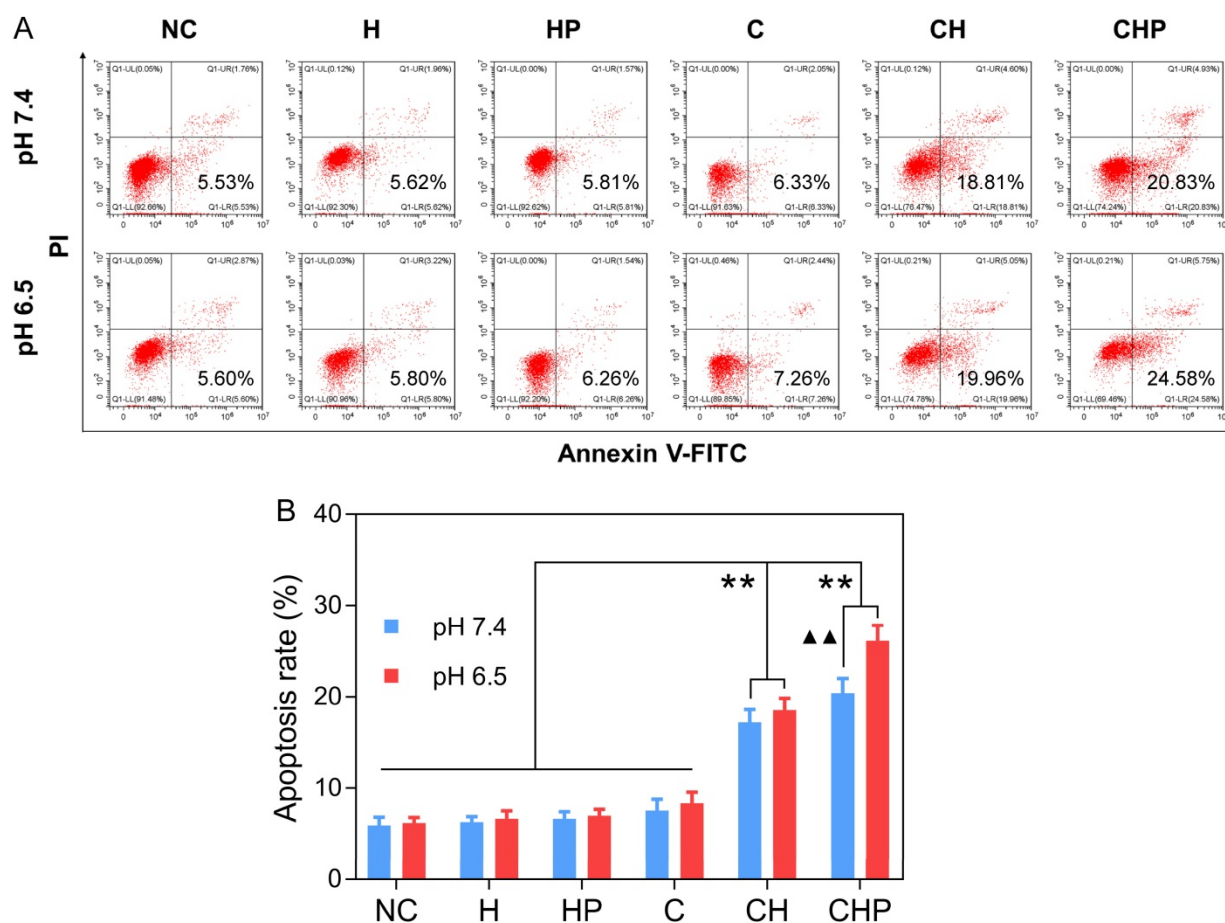 A
NC H HP C CH CHP
pH 7.4
Q1-UL(0.05%) Q1-UR(1.76%)
5.53%
Q1-LL(92.66%) Q1-LR(5.53%)
Q1-UL(0.12%) Q1-UR(1.96%)
5.62%
Q1-LL(92.30%) Q1-LR(5.62%)
Q1-UL(0.00%) Q1-UR(1.57%)
5.81%
Q1-LL(92.62%) Q1-LR(5.81%)
Q1-UL(0.00%) Q1-UR(2.05%)
6.33%
Q1-LL(91.63%) Q1-LR(6.33%)
Q1-UL(0.12%) Q1-UR(4.60%)
18.81%
Q1-LL(76.47%) Q1-LR(18.81%)
Q1-UL(0.00%) Q1-UR(4.93%)
20.83%
Q1-LL(74.24%) Q1-LR(20.83%)
pH 6.5
Q1-UL(0.05%) Q1-UR(2.87%)
5.60%
Q1-LL(91.48%) Q1-LR(5.60%)
Q1-UL(0.03%) Q1-UR(3.22%)
5.80%
Q1-LL(90.96%) Q1-LR(5.80%)
Q1-UL(0.00%) Q1-UR(1.54%)
6.26%
Q1-LL(92.20%) Q1-LR(6.26%)
Q1-UL(0.46%) Q1-UR(2.44%)
7.26%
Q1-LL(89.85%) Q1-LR(7.26%)
Q1-UL(0.21%) Q1-UR(5.05%)
19.96%
Q1-LL(74.78%) Q1-LR(19.96%)
Q1-UL(0.21%) Q1-UR(5.75%)
24.58%
Q1-LL(69.46%) Q1-LR(24.58%)
PI
Annexin V-FITC
B
Apoptosis rate (%)
40
30
20
10
0
pH 7.4
pH 6.5
** **
▲▲
NC H HP C CH CHP